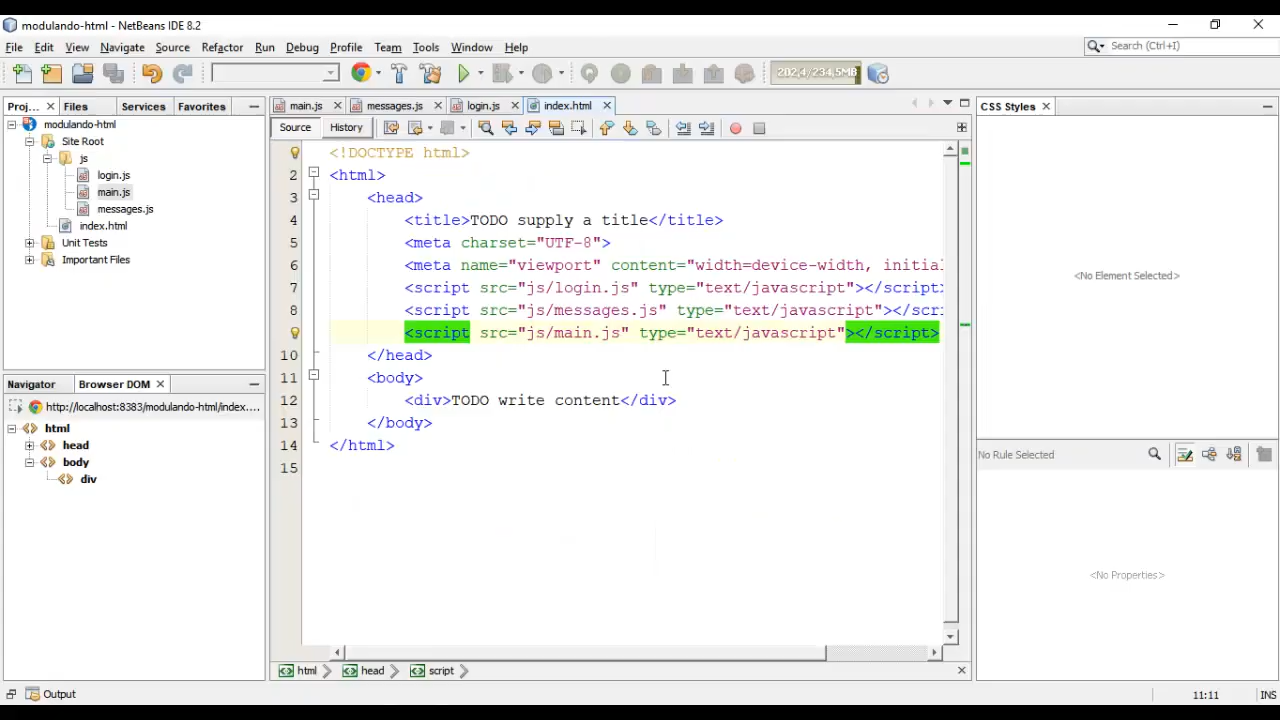 modulando-html - NetBeans IDE 8.2
File Edit View Navigate Source Refactor Run Debug Profile Team Tools Window Help
Search (Ctrl+I)
202,4/234,5MB
Proj... Files Services Favorites
main.js messages.js login.js index.html
CSS Styles
Source History
modulando-html
Site Root
js
login.js
main.js
messages.js
index.html
Unit Tests
Important Files
<!DOCTYPE html>
2 <html>
3 <head>
4 <title>TODO supply a title</title>
5 <meta charset="UTF-8">
6 <meta name="viewport" content="width=device-width, initial
7 <script src="js/login.js" type="text/javascript"></script>
8 <script src="js/messages.js" type="text/javascript"></scr
9 <script src="js/main.js" type="text/javascript"></script>
10 </head>
11 <body>
12 <div>TODO write content</div>
13 </body>
14 </html>
15
<No Element Selected>
Navigator Browser DOM
http://localhost:8383/modulando-html/index....
html
head
body
div
No Rule Selected
<No Properties>
html head script
Output
11:11 INS